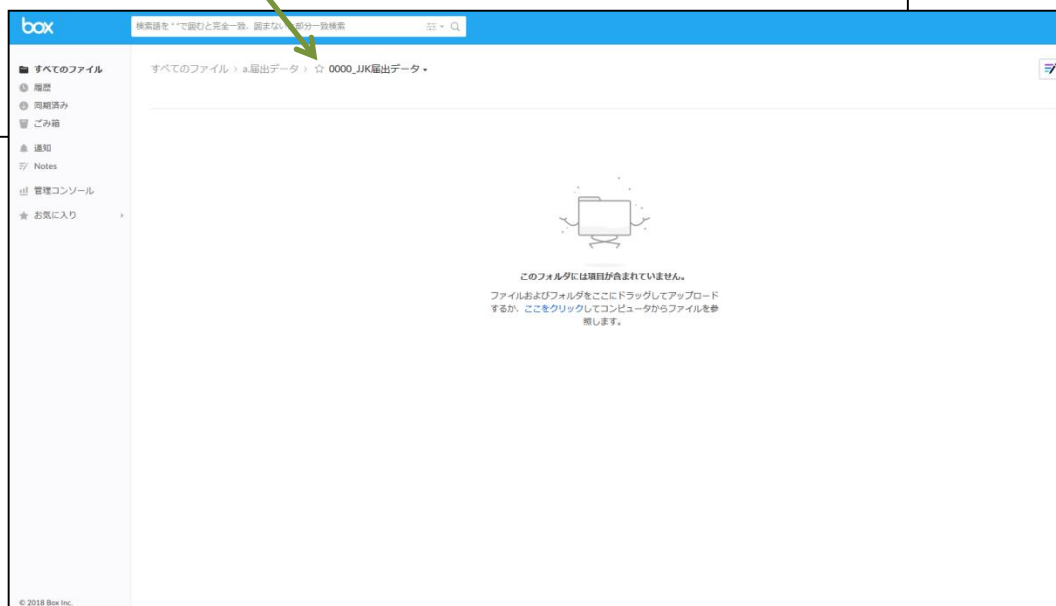 box
検索語を" "で囲むと完全一致、囲まないと部分一致検索
すべてのファイル
履歴
同期済み
ごみ箱
通知
Notes
管理コンソール
お気に入り
すべてのファイル › a.届出データ › ☆ 0000_JJK届出データ
このフォルダには項目が含まれていません。
ファイルおよびフォルダをここにドラッグしてアップロード
するか、ここをクリックしてコンピュータからファイルを参
照します。
© 2018 Box Inc.